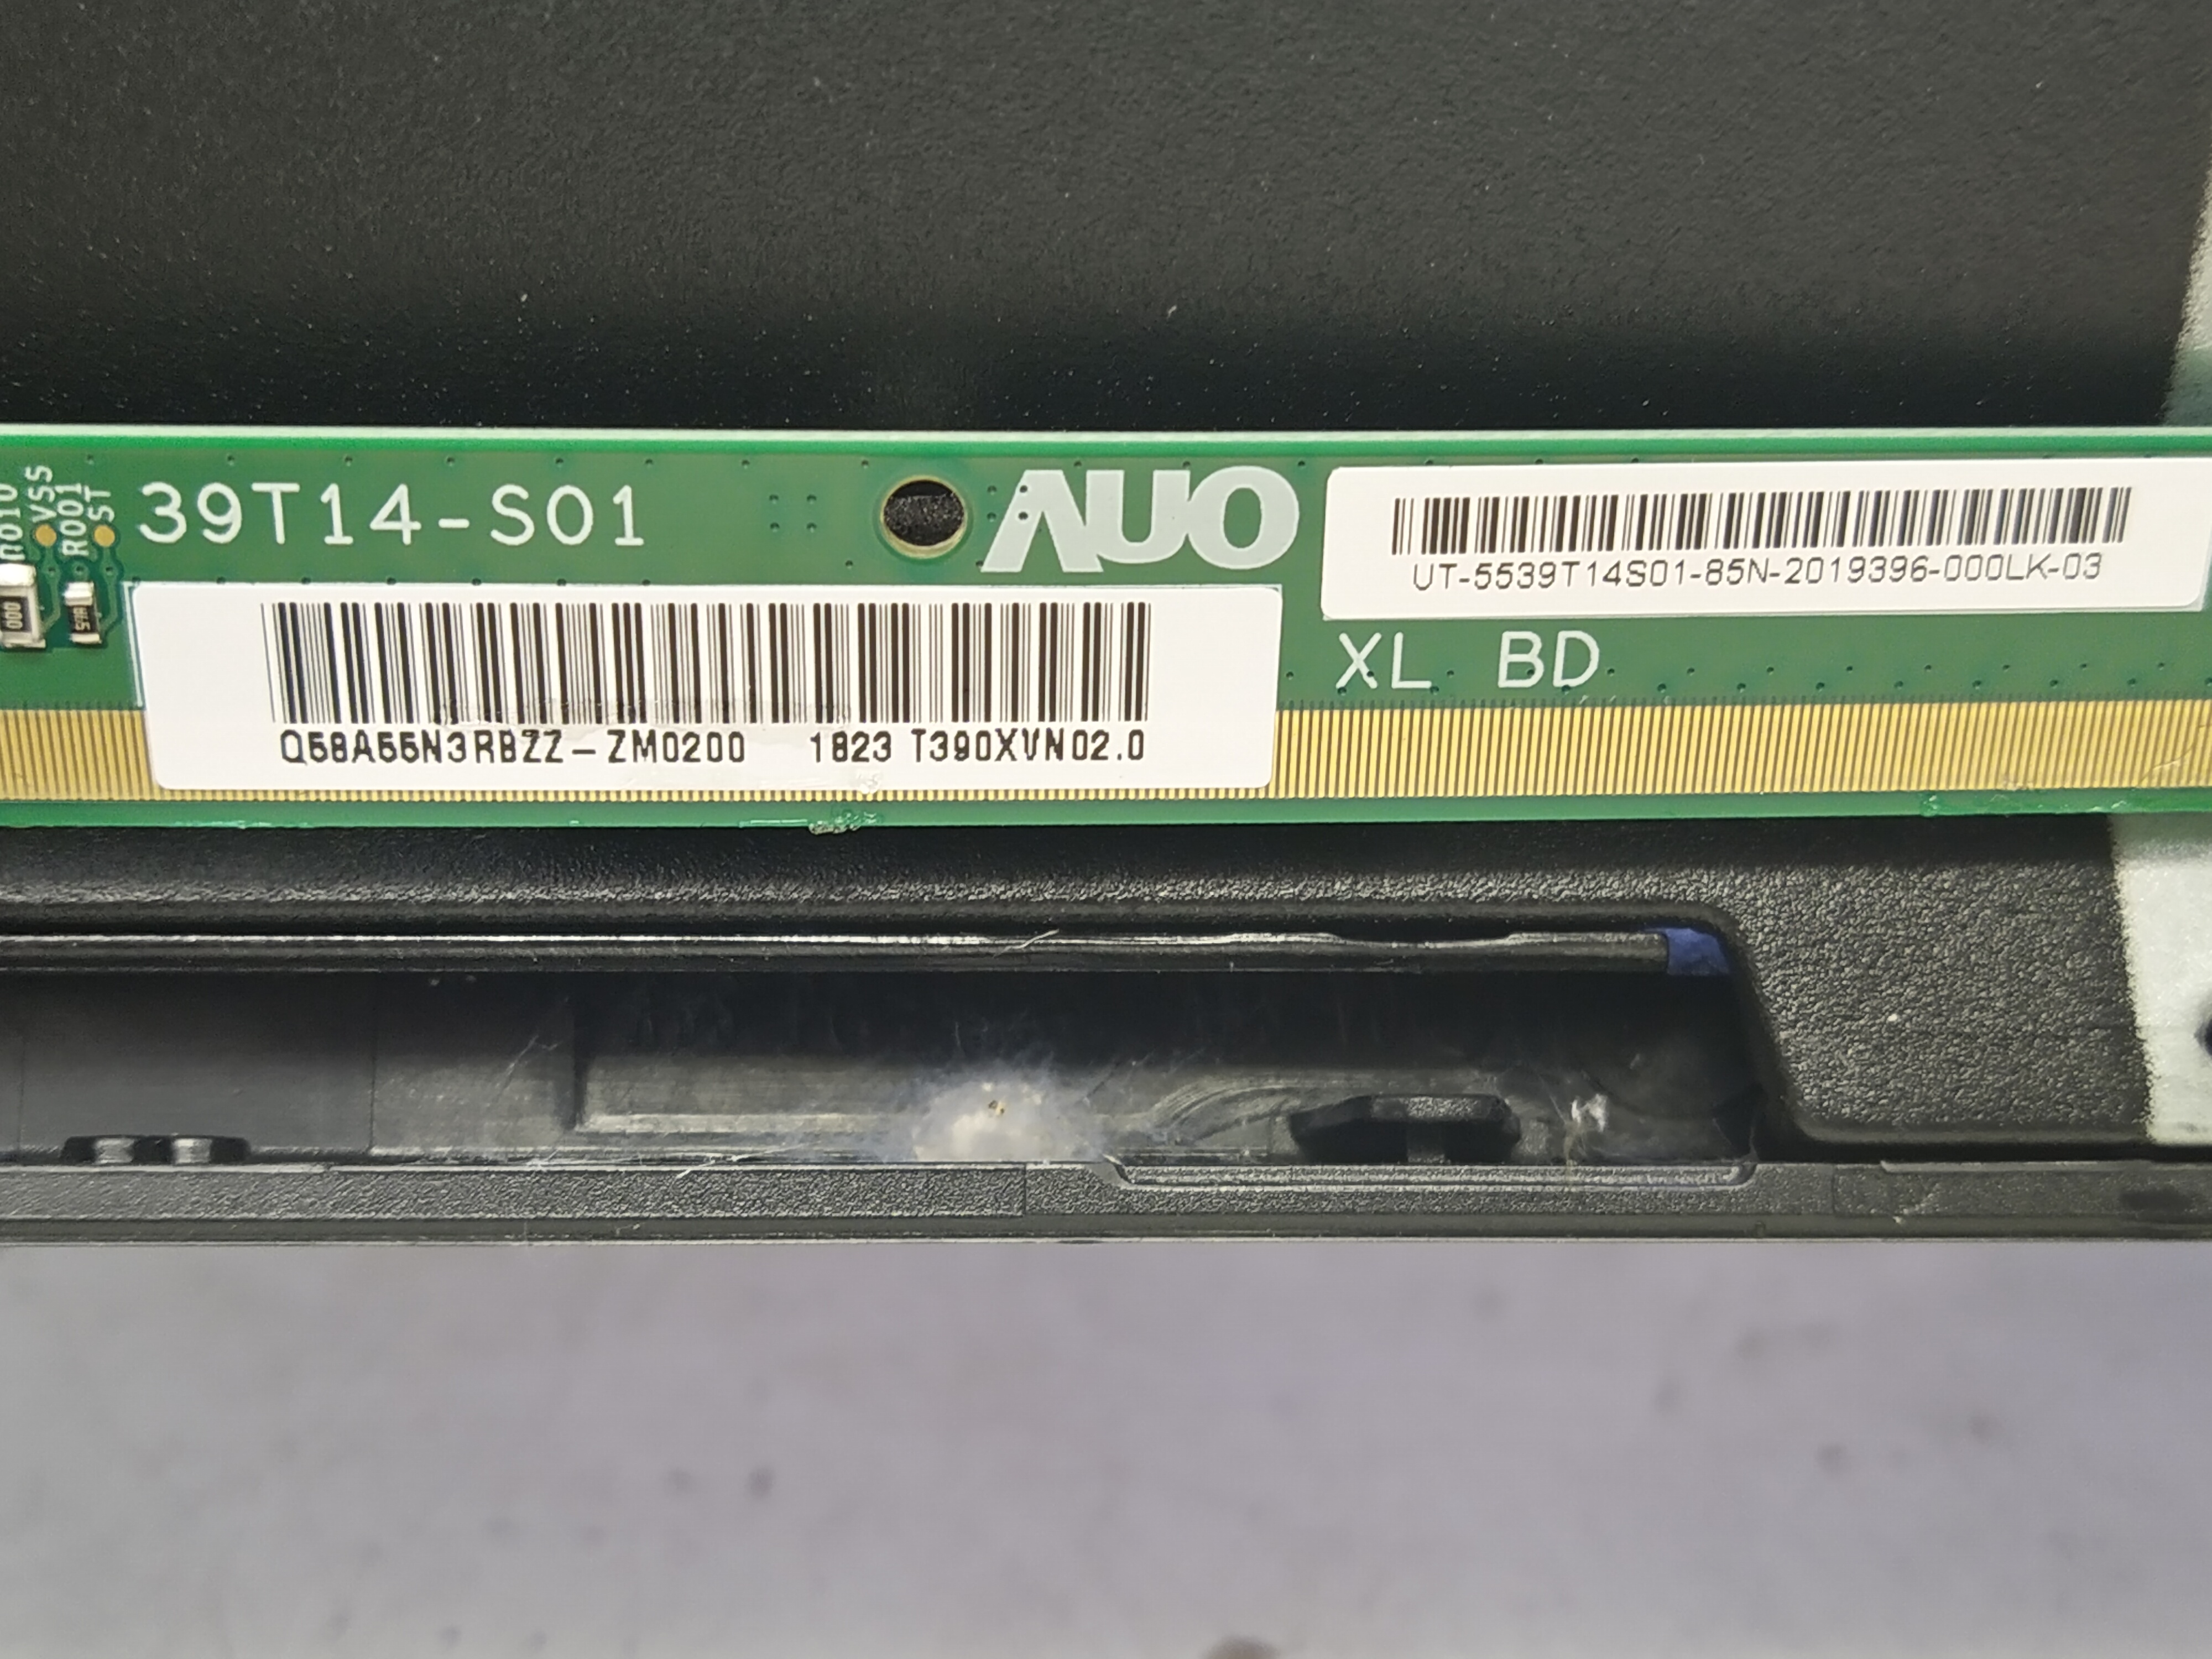 VSS
R001
ST
39T14-S01
AUO
UT-5539T14S01-85N-2019396-000LK-03
000
XL BD
Q58A55N3RBZZ-ZM0200 1823 T390XVN02.0